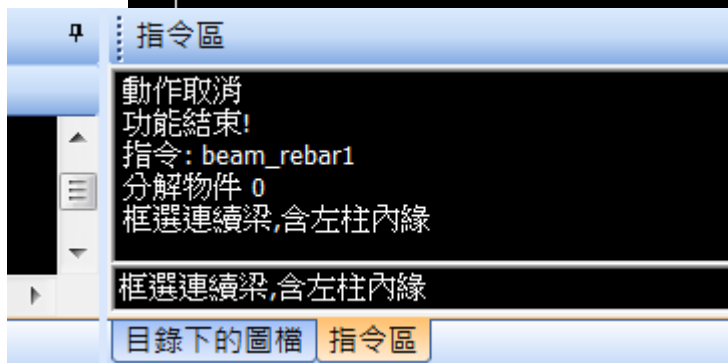 指令區
動作取消
功能結束!
指令: beam_rebar1
分解物件 0
框選連續梁,含左柱內緣
框選連續梁,含左柱內緣
目錄下的圖檔
指令區